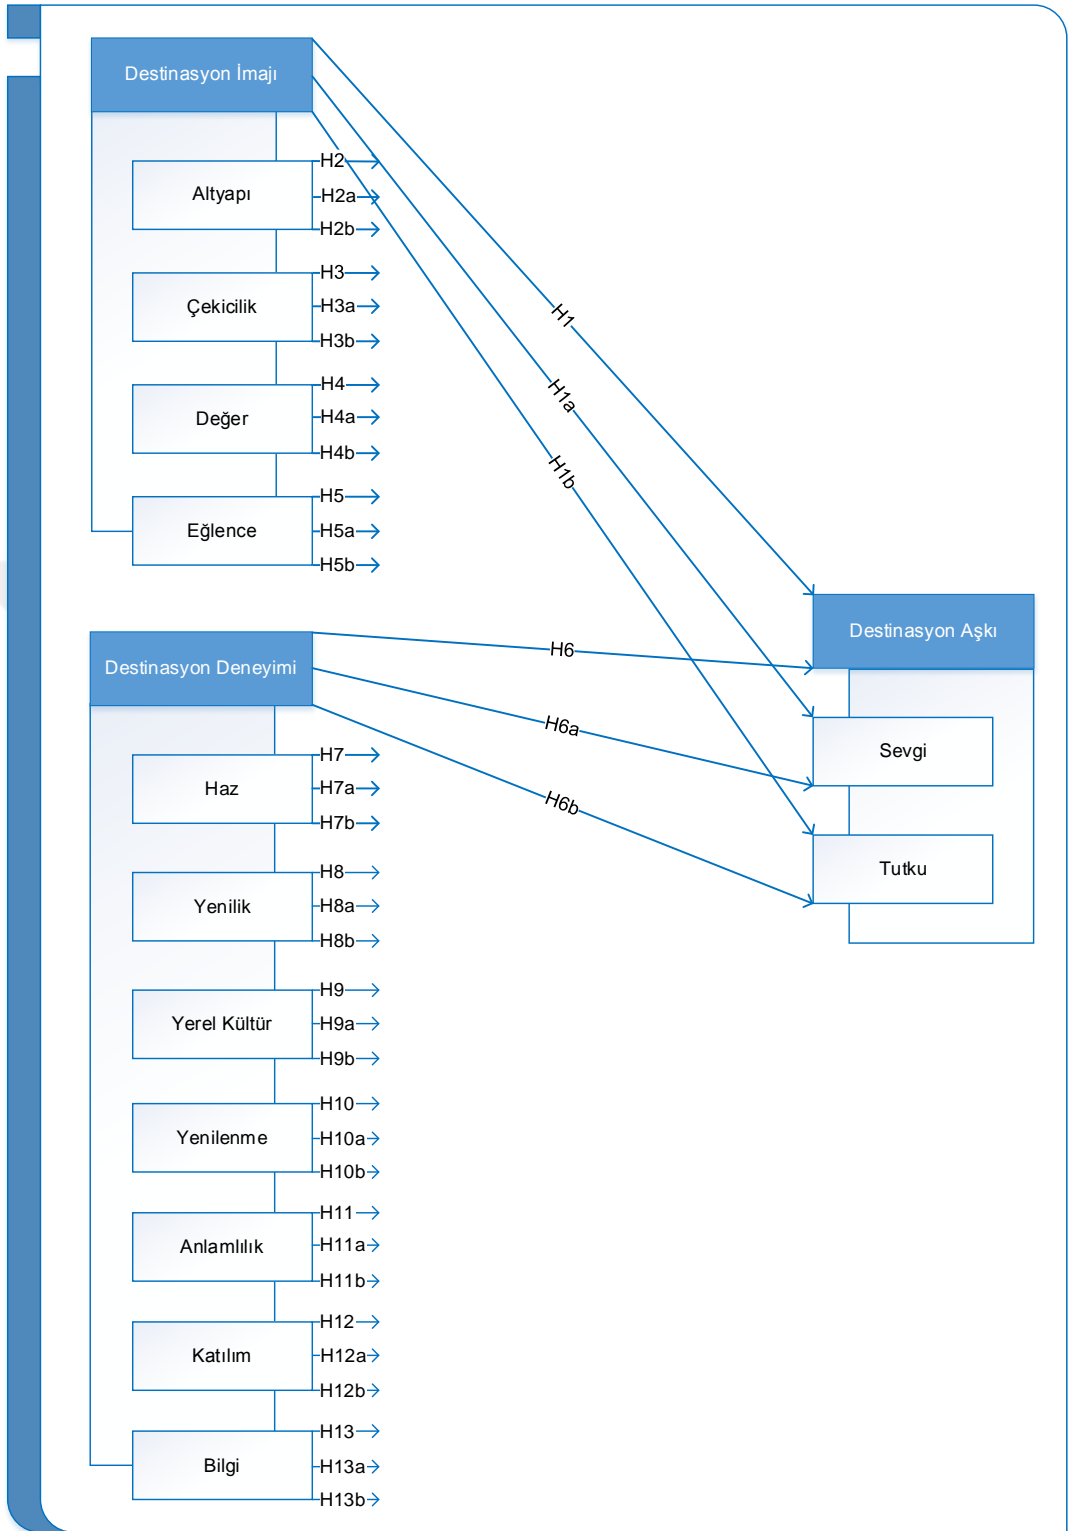 Destinasyon İmajı
Altyapı
H2
H2a
H2b
Çekicilik
H3
H3a
H3b
Değer
H4
H4a
H4b
Eğlence
H5
H5a
H5b
H1
H1a
H1b
Destinasyon Deneyimi
H6
H6a
H6b
Destinasyon Aşkı
Sevgi
Tutku
Haz
H7
H7a
H7b
Yenilik
H8
H8a
H8b
Yerel Kültür
H9
H9a
H9b
Yenilenme
H10
H10a
H10b
Anlamlılık
H11
H11a
H11b
Katılım
H12
H12a
H12b
Bilgi
H13
H13a
H13b